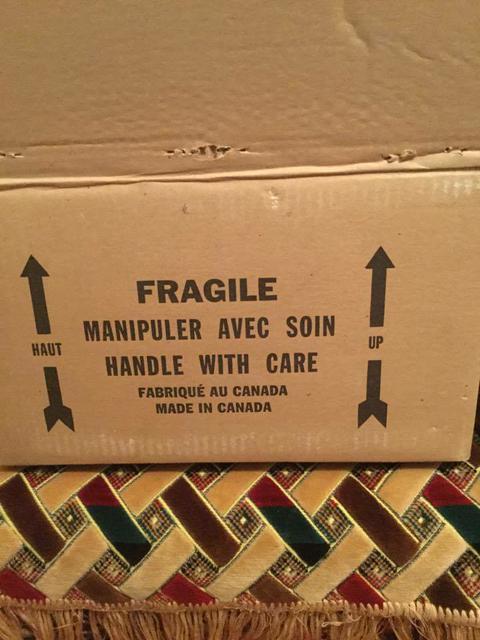 FRAGILE
MANIPULER AVEC SOIN
HANDLE WITH CARE
FABRIQUÉ AU CANADA
MADE IN CANADA
HAUT
UP